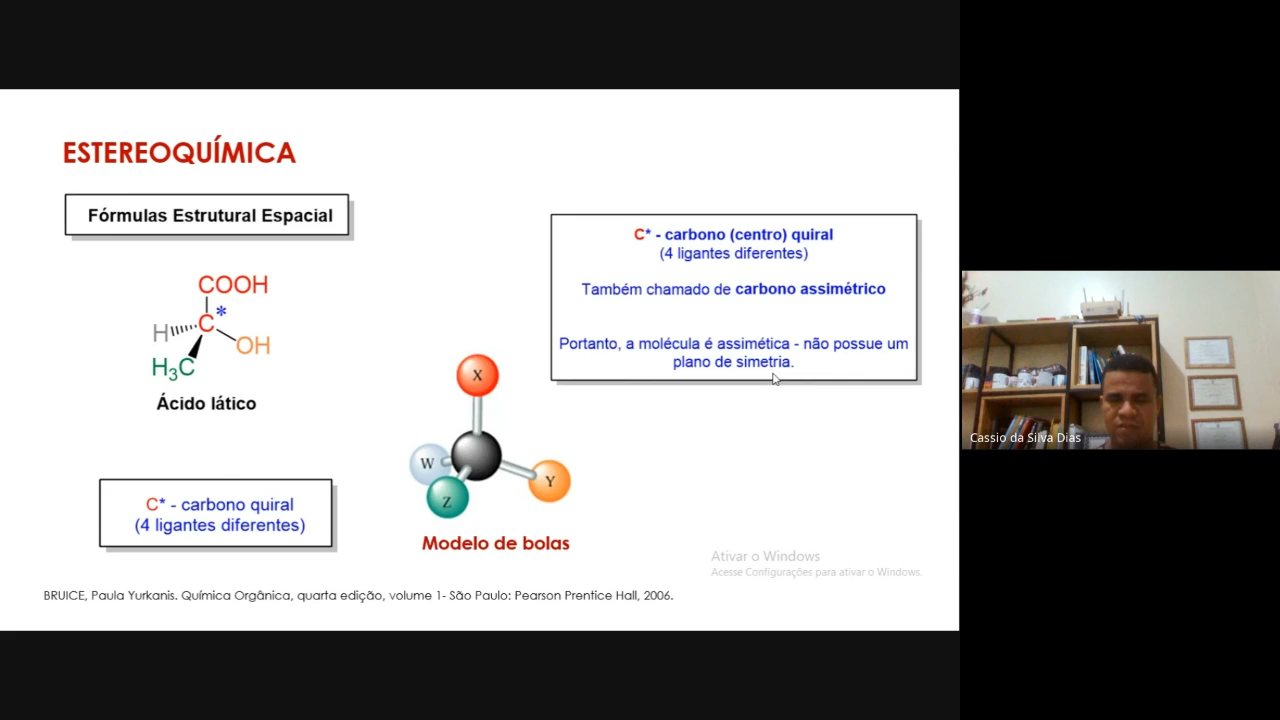 ESTEREOQUÍMICA
Fórmulas Estrutural Espacial
COOH
C*
H
OH
H₃C
Ácido lático
C* - carbono quiral
(4 ligantes diferentes)
X
W
Y
Z
Modelo de bolas
C* - carbono (centro) quiral
(4 ligantes diferentes)
Também chamado de carbono assimétrico
Portanto, a molécula é assimética - não possue um
plano de simetria.
Ativar o Windows
Acesse Configurações para ativar o Windows.
BRUICE, Paula Yurkanis. Química Orgânica, quarta edição, volume 1- São Paulo: Pearson Prentice Hall, 2006.
Cassio da Silva Dias